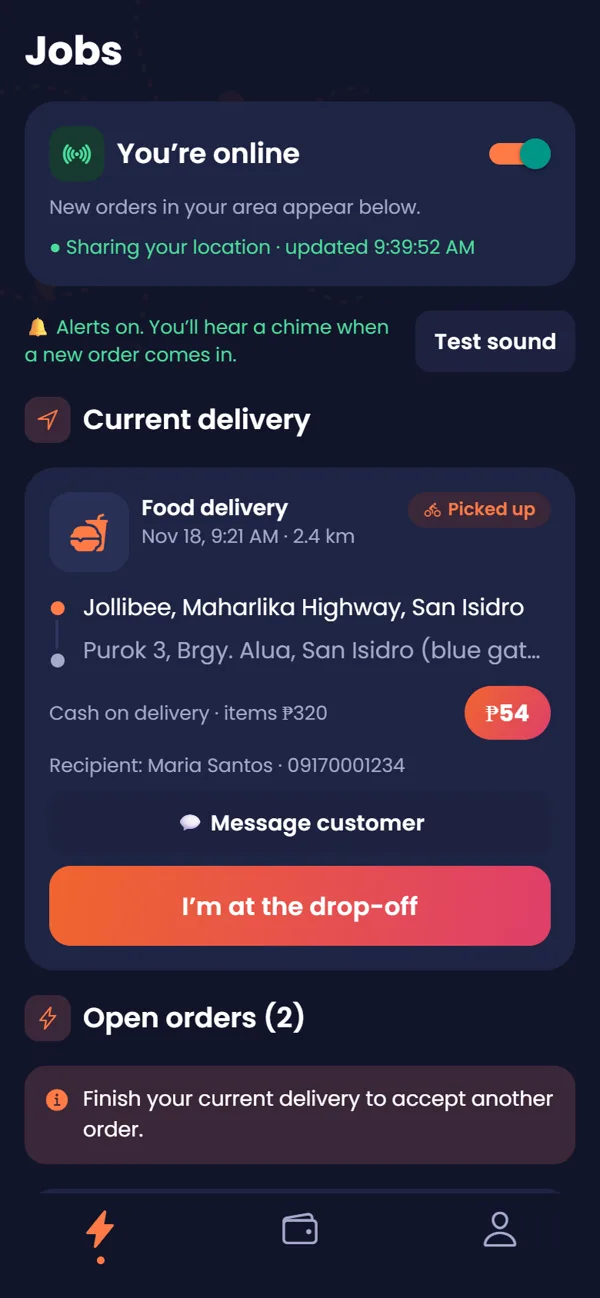 Jobs
You’re online
New orders in your area appear below.
● Sharing your location · updated 9:39:52 AM
🔔 Alerts on. You’ll hear a chime when
a new order comes in.
Test sound
Current delivery
Food delivery
Picked up
Nov 18, 9:21 AM · 2.4 km
Jollibee, Maharlika Highway, San Isidro
Purok 3, Brgy. Alua, San Isidro (blue gat...
Cash on delivery · items ₱320
₱54
Recipient: Maria Santos · 09170001234
💬 Message customer
I’m at the drop-off
Open orders (2)
Finish your current delivery to accept another
order.